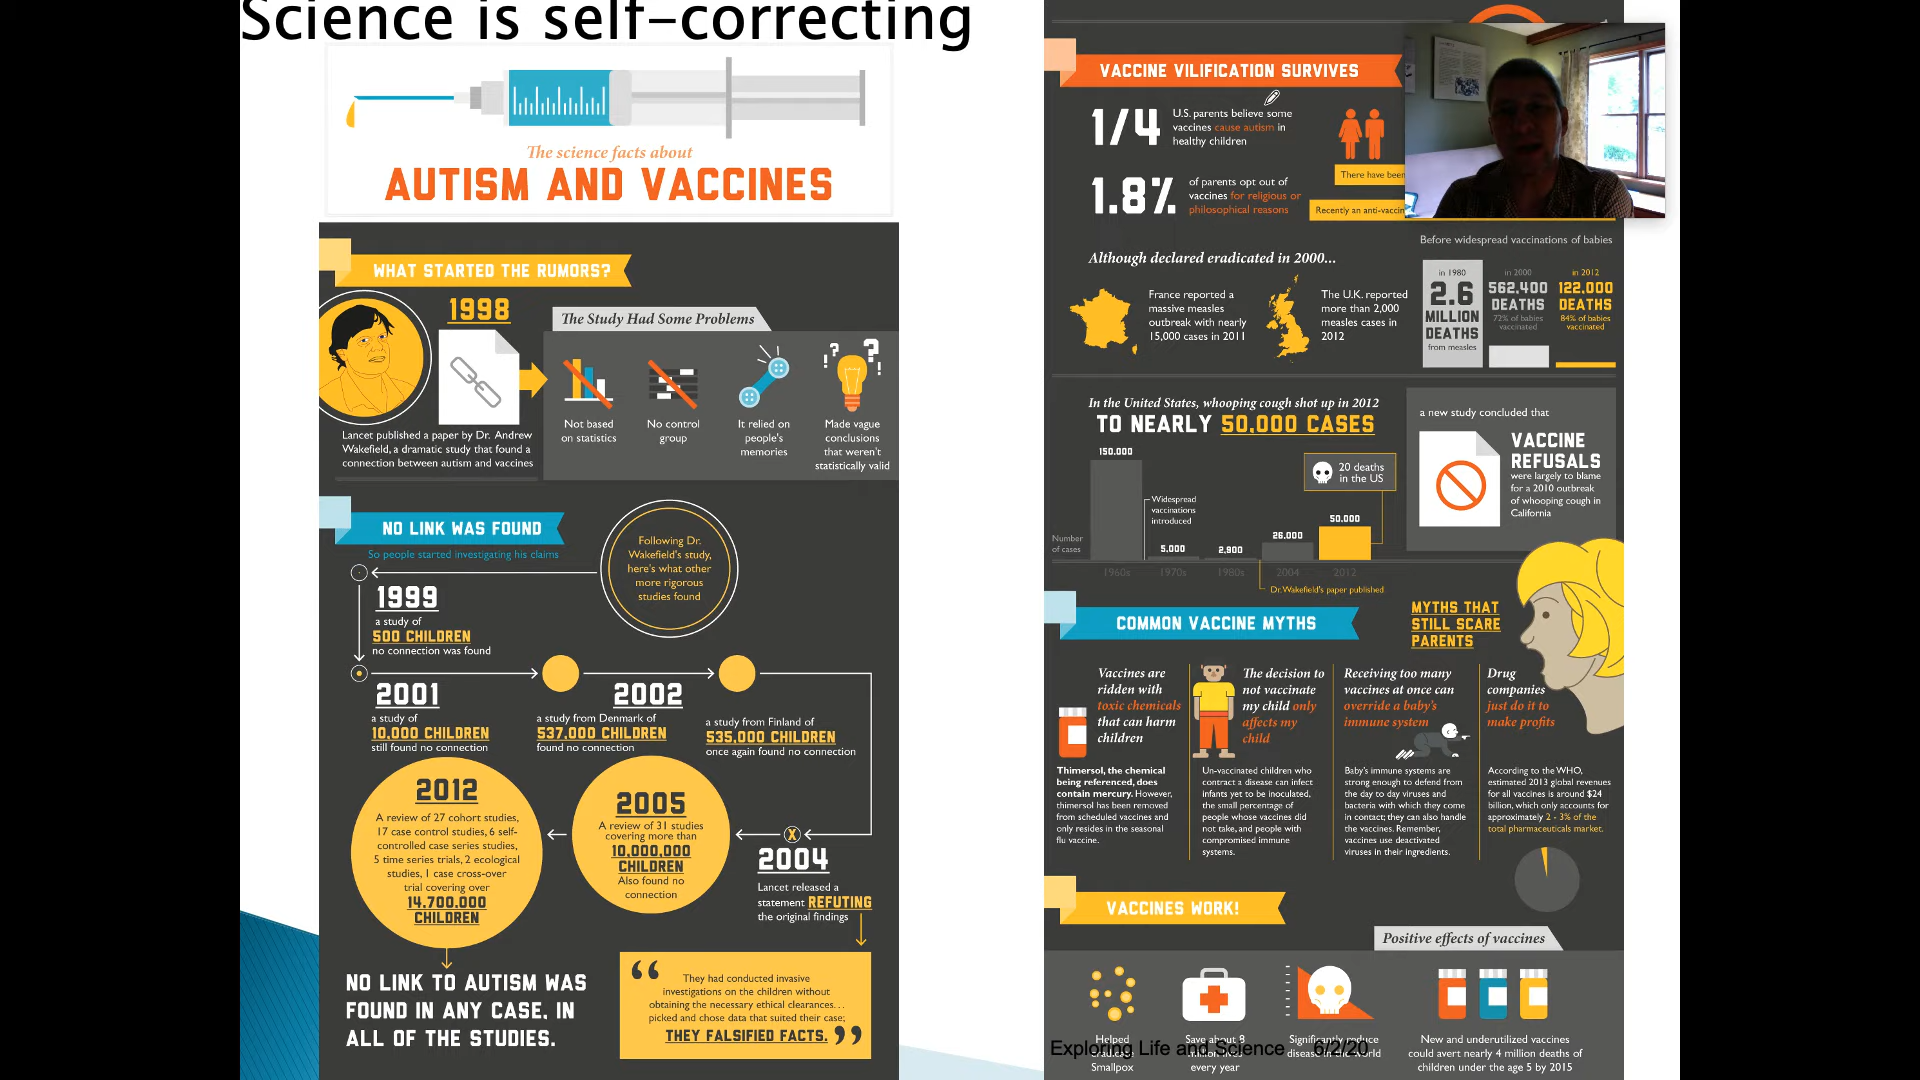 Science is self-correcting
The science facts about
AUTISM AND VACCINES
WHAT STARTED THE RUMORS?
1998
Lancet published a paper by Dr. Andrew
Wakefield, a dramatic study that found a
connection between autism and vaccines
The Study Had Some Problems
Not based
on statistics
No control
group
It relied on
people's
memories
Made vague
conclusions
that weren't
statistically valid
NO LINK WAS FOUND
So people started investigating his claims
Following Dr.
Wakefield's study,
here's what other
more rigorous
studies found
1999
a study of
500 CHILDREN
no connection was found
2001
a study of
10,000 CHILDREN
still found no connection
2002
a study from Denmark of
537,000 CHILDREN
found no connection
a study from Finland of
535,000 CHILDREN
once again found no connection
2004
Lancet released a
statement REFUTING
the original findings
2005
A review of 31 studies
covering more than
10,000,000
CHILDREN
Also found no
connection
2012
A review of 27 cohort studies,
17 case control studies, 6 self-
controlled case series studies,
5 time series trials, 2 ecological
studies, 1 case cross-over
trial covering over
14,700,000
CHILDREN
NO LINK TO AUTISM WAS
FOUND IN ANY CASE, IN
ALL OF THE STUDIES.
“ They had conducted invasive
investigations on the children without
obtaining the necessary ethical clearances...
picked and chose data that suited their case;
THEY FALSIFIED FACTS. ”
VACCINE VILIFICATION SURVIVES
1/4
U.S. parents believe some
vaccines cause autism in
healthy children
1.8%
of parents opt out of
vaccines for religious or
philosophical reasons
There have been
Recently an anti-vaccin
Although declared eradicated in 2000...
France reported a
massive measles
outbreak with nearly
15,000 cases in 2011
The U.K. reported
more than 2,000
measles cases in
2012
Before widespread vaccinations of babies
in 1980
2.6
MILLION
DEATHS
from measles
in 2000
562,400
DEATHS
72% of babies
vaccinated
in 2012
122,000
DEATHS
84% of babies
vaccinated
In the United States, whooping cough shot up in 2012
TO NEARLY 50,000 CASES
150,000
Widespread
vaccinations
introduced
5,000
2,900
26,000
50,000
20 deaths
in the US
Number
of cases
1960s
1970s
1980s
2004
2012
Dr. Wakefield's paper published
a new study concluded that
VACCINE
REFUSALS
were largely to blame
for a 2010 outbreak
of whooping cough in
California
COMMON VACCINE MYTHS
MYTHS THAT
STILL SCARE
PARENTS
Vaccines are
ridden with
toxic chemicals
that can harm
children
Thimersol, the chemical
being referenced, does
contain mercury. However,
thimersol has been removed
from scheduled vaccines and
only resides in the seasonal
flu vaccine.
The decision to
not vaccinate
my child only
affects my
child
Un-vaccinated children who
contract a disease can infect
infants yet to be inoculated,
the small percentage of
people whose vaccines did
not take, and people with
compromised immune
systems.
Receiving too many
vaccines at once can
override a baby's
immune system
Baby's immune systems are
strong enough to defend from
the day to day viruses and
bacteria with which they come
in contact; they can also handle
the vaccines. Remember,
vaccines use deactivated
viruses in their ingredients.
Drug
companies
just do it to
make profits
According to the WHO,
estimated 2013 global revenues
for all vaccines is around $24
billion, which only accounts for
approximately 2 - 3% of the
total pharmaceuticals market.
VACCINES WORK!
Positive effects of vaccines
Helped
eradicate
Smallpox
Save about 9
million lives
every year
Significantly reduce
disease in the world
New and underutilized vaccines
could avert nearly 4 million deaths of
children under the age 5 by 2015
Exploring Life and Science
6/2/20